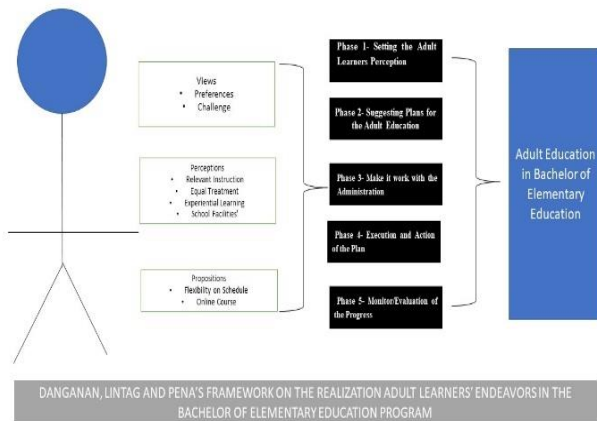 Views
• Preferences
• Challenge
Perceptions
• Relevant Instruction
• Equal Treatment
• Experiential Learning
• School Facilities'
Propositions
• Flexibility on Schedule
• Online Course
Phase 1- Setting the Adult
Learners Perception
Phase 2- Suggesting Plans for
the Adult Education
Phase 3- Make it work with the
Administration
Phase 4- Execution and Action
of the Plan
Phase 5- Monitor/Evaluation of
the Progress
Adult Education
in Bachelor of
Elementary
Education
DANGANAN, LINTAG AND PENA'S FRAMEWORK ON THE REALIZATION ADULT LEARNERS' ENDEAVORS IN THE
BACHELOR OF ELEMENTARY EDUCATION PROGRAM